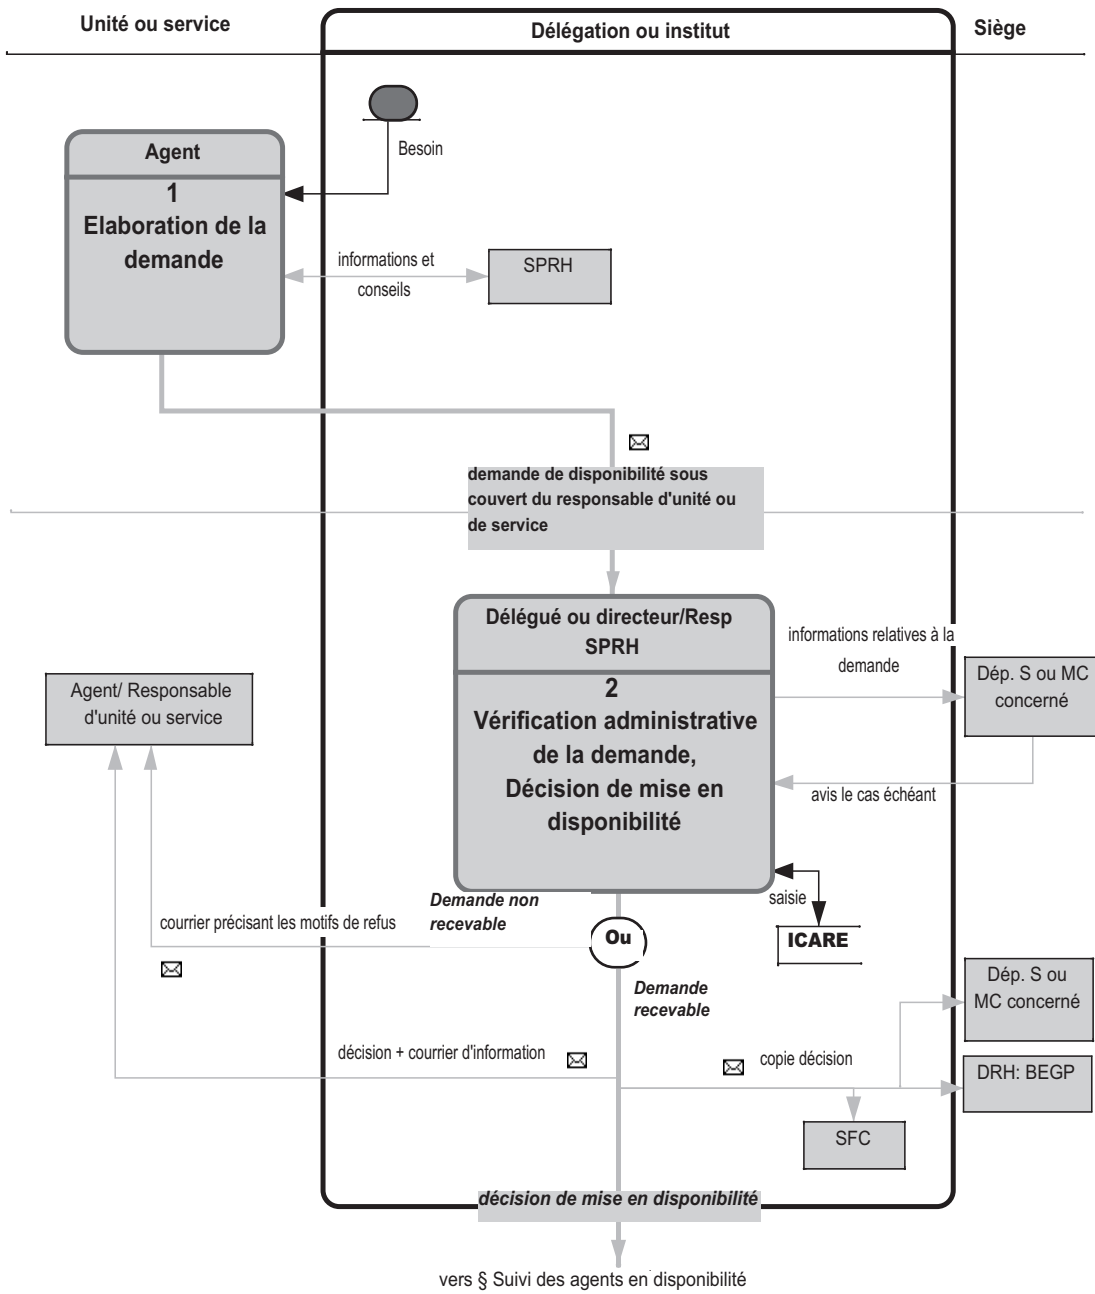 Unité ou service
Délégation ou institut
Siège
Besoin
Agent
1
Elaboration de la
demande
informations et
conseils
SPRH
demande de disponibilité sous
couvert du responsable d'unité ou
de service
Délégué ou directeur/Resp
SPRH
2
Vérification administrative
de la demande,
Décision de mise en
disponibilité
informations relatives à la
demande
Dép. S ou MC
concerné
avis le cas échéant
Agent/ Responsable
d'unité ou service
saisie
ICARE
Demande non
recevable
courrier précisant les motifs de refus
Ou
Demande
recevable
Dép. S ou
MC concerné
décision + courrier d'information
copie décision
DRH: BEGP
SFC
décision de mise en disponibilité
vers § Suivi des agents en disponibilité